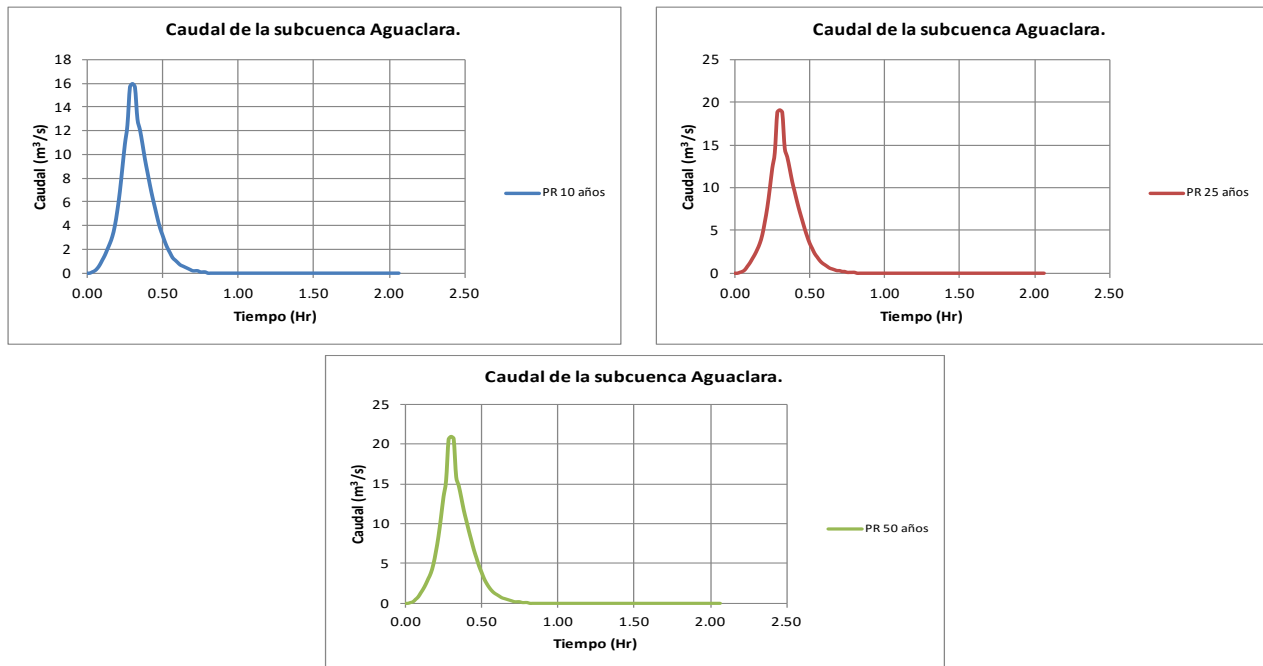 Caudal de la subcuenca Aguaclara.
Caudal (m³/s)
18
16
14
12
10
8
6
4
2
0
0.00 0.50 1.00 1.50 2.00 2.50
Tiempo (Hr)
PR 10 años
Caudal de la subcuenca Aguaclara.
Caudal (m³/s)
25
20
15
10
5
0
0.00 0.50 1.00 1.50 2.00 2.50
Tiempo (Hr)
PR 25 años
Caudal de la subcuenca Aguaclara.
Caudal (m³/s)
25
20
15
10
5
0
0.00 0.50 1.00 1.50 2.00 2.50
Tiempo (Hr)
PR 50 años